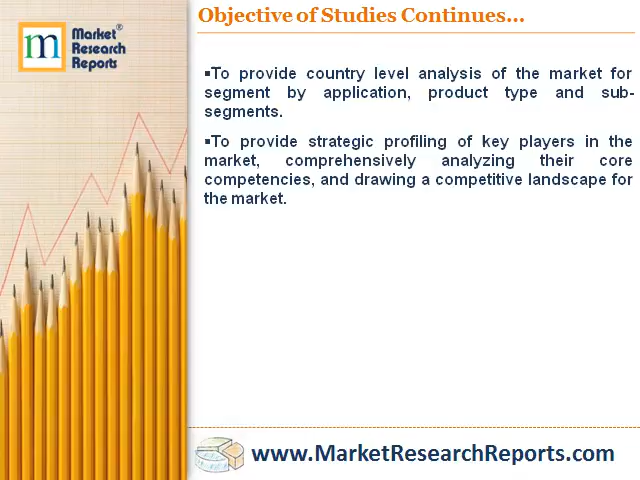 Objective of Studies Continues...
m
Market®
Research
Reports
▪To provide country level analysis of the market for
segment by application, product type and sub-
segments.
▪To provide strategic profiling of key players in the
market, comprehensively analyzing their core
competencies, and drawing a competitive landscape for
the market.
www.MarketResearchReports.com